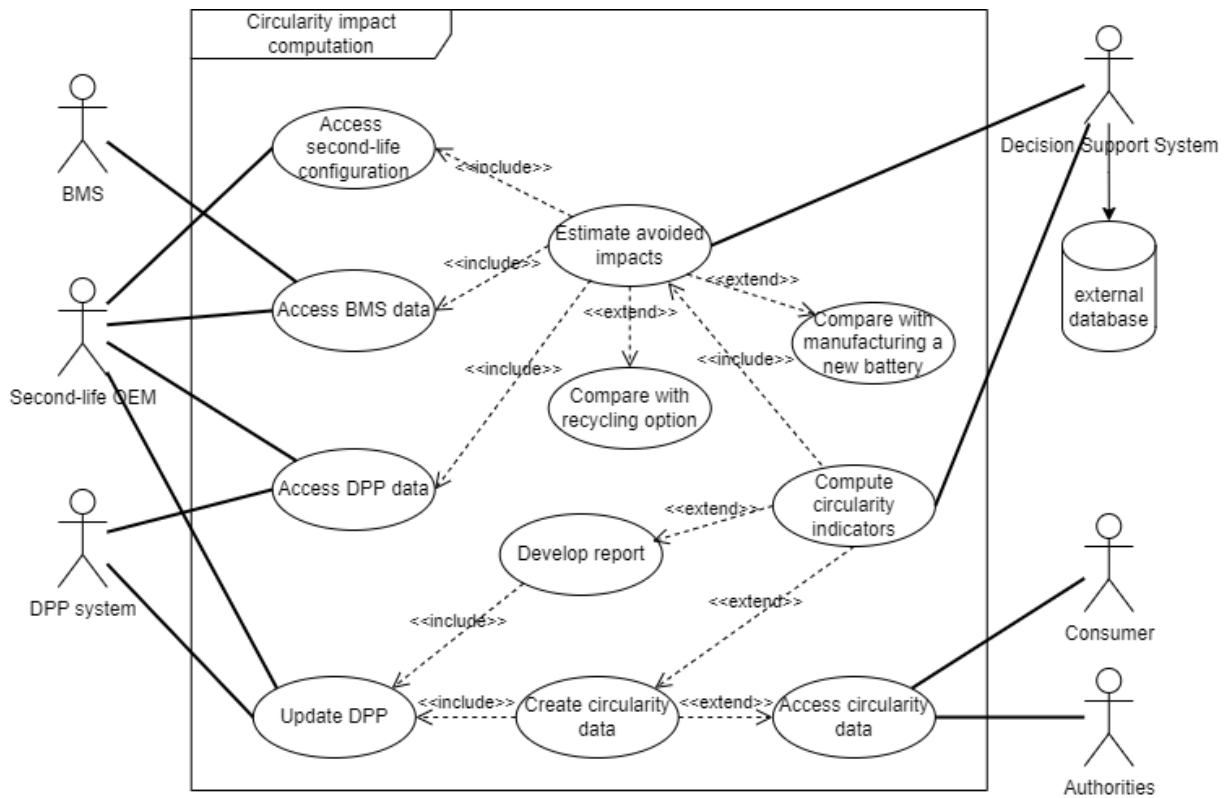 Circularity impact
computation
BMS
Second-life OEM
DPP system
Access
second-life
configuration
<<include>>
Estimate avoided
impacts
<<include>>
Access BMS data
<<extend>>
<<extend>>
Compare with
manufacturing a
new battery
<<include>>
<<include>>
Compare with
recycling option
Access DPP data
Compute
circularity
indicators
<<extend>>
Develop report
<<extend>>
<<include>>
Update DPP
<<include>>
Create circularity
data
<<extend>>
Access circularity
data
Decision Support System
external
database
Consumer
Authorities